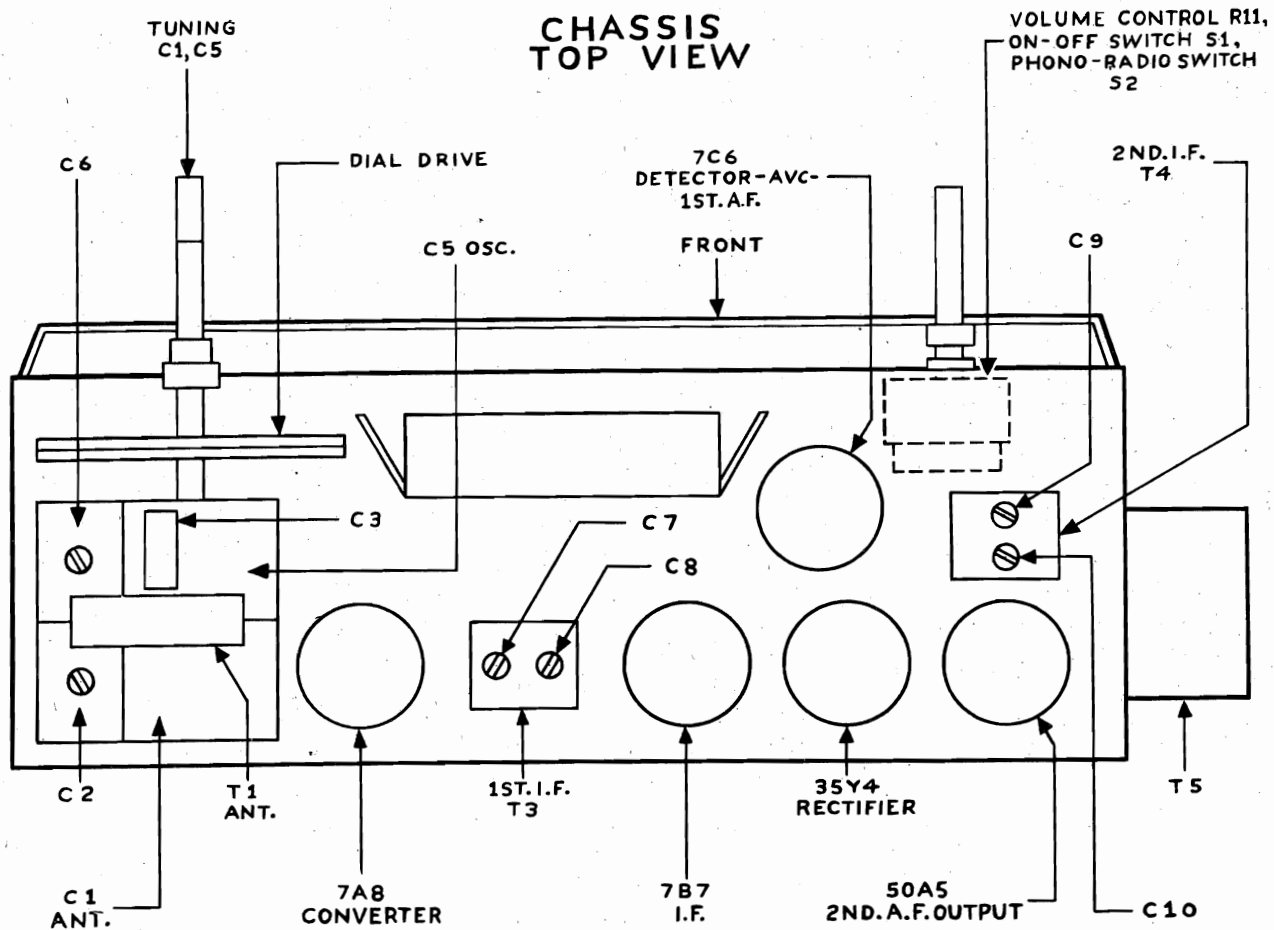 CHASSIS
TOP VIEW
TUNING
C1, C5
VOLUME CONTROL R11,
ON-OFF SWITCH S1,
PHONO-RADIO SWITCH
S2
C6
DIAL DRIVE
7C6
DETECTOR-AVC-
1ST. A.F.
2ND. I.F.
T4
C5 OSC.
FRONT
C9
C3
C7
C8
C2
T1
ANT.
1ST. I.F.
T3
35Y4
RECTIFIER
T5
C1
ANT.
7A8
CONVERTER
7B7
I.F.
50A5
2ND. A.F. OUTPUT
C10